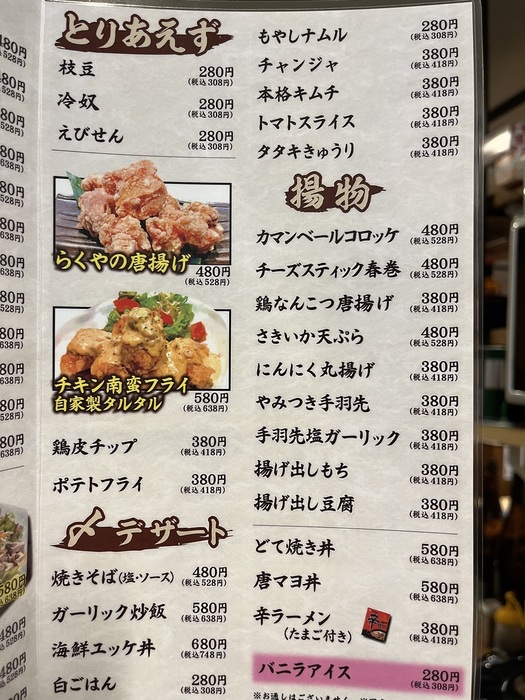 とりあえず
枝豆 280円
(税込308円)
冷奴 280円
(税込308円)
えびせん 280円
(税込308円)
らくやの唐揚げ 480円
(税込528円)
チキン南蛮フライ
自家製タルタル 580円
(税込638円)
鶏皮チップ 380円
(税込418円)
ポテトフライ 380円
(税込418円)
〆デザート
焼きそば(塩・ソース) 480円
(税込528円)
ガーリック炒飯 580円
(税込638円)
海鮮ユッケ丼 680円
(税込748円)
白ごはん 280円
(税込308円)
もやしナムル 280円
(税込308円)
チャンジャ 380円
(税込418円)
本格キムチ 380円
(税込418円)
トマトスライス 380円
(税込418円)
タタキきゅうり 380円
(税込418円)
揚物
カマンベールコロッケ 480円
(税込528円)
チーズスティック春巻 480円
(税込528円)
鶏なんこつ唐揚げ 380円
(税込418円)
さきいか天ぷら 480円
(税込528円)
にんにく丸揚げ 380円
(税込418円)
やみつき手羽先 380円
(税込418円)
手羽先塩ガーリック 380円
(税込418円)
揚げ出しもち 380円
(税込418円)
揚げ出し豆腐 380円
(税込418円)
どて焼き丼 580円
(税込638円)
唐マヨ丼 580円
(税込638円)
辛ラーメン
(たまご付き) 380円
(税込418円)
バニラアイス 280円
(税込308円)